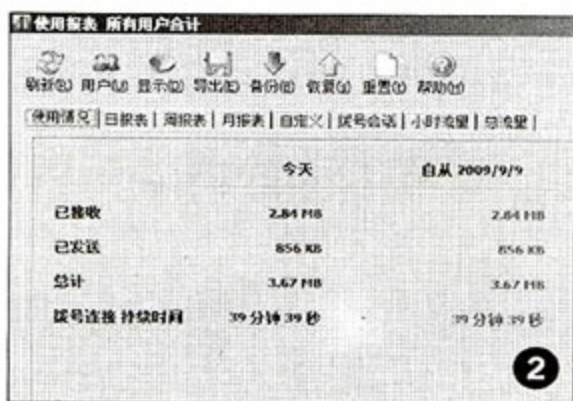 使用报表 所有用户合计
刷新(R) 用户(U) 显示(D) 导出(E) 备份(B) 恢复(G) 重置(O) 帮助(H)
使用情况 日报表 周报表 月报表 自定义 拨号会话 小时流量 总流量
今天 自从 2009/9/9
已接收 2.84 MB 2.84 MB
已发送 856 KB 856 KB
总计 3.67 MB 3.67 MB
拨号连接 持续时间 39 分钟 39 秒 39 分钟 39 秒
2